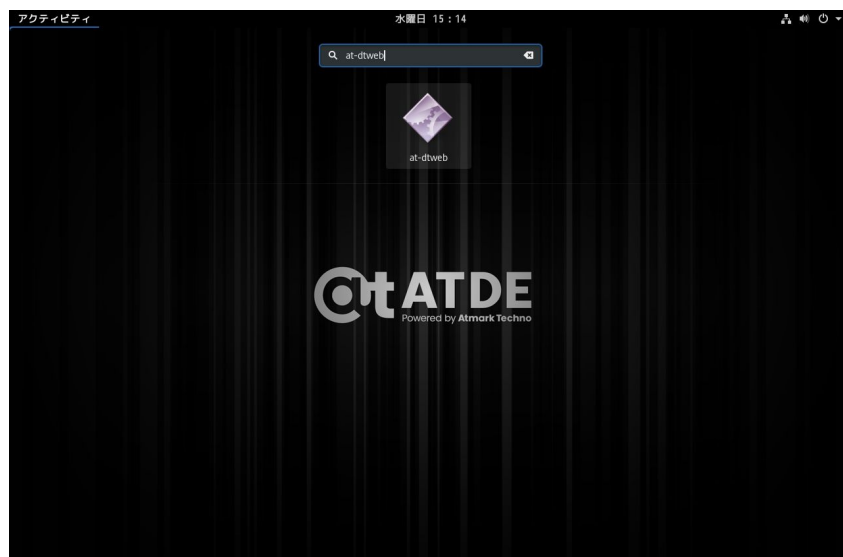 アクティビティ
水曜日 15:14
at-dtweb
at-dtweb
at ATDE
Powered by Atmark Techno